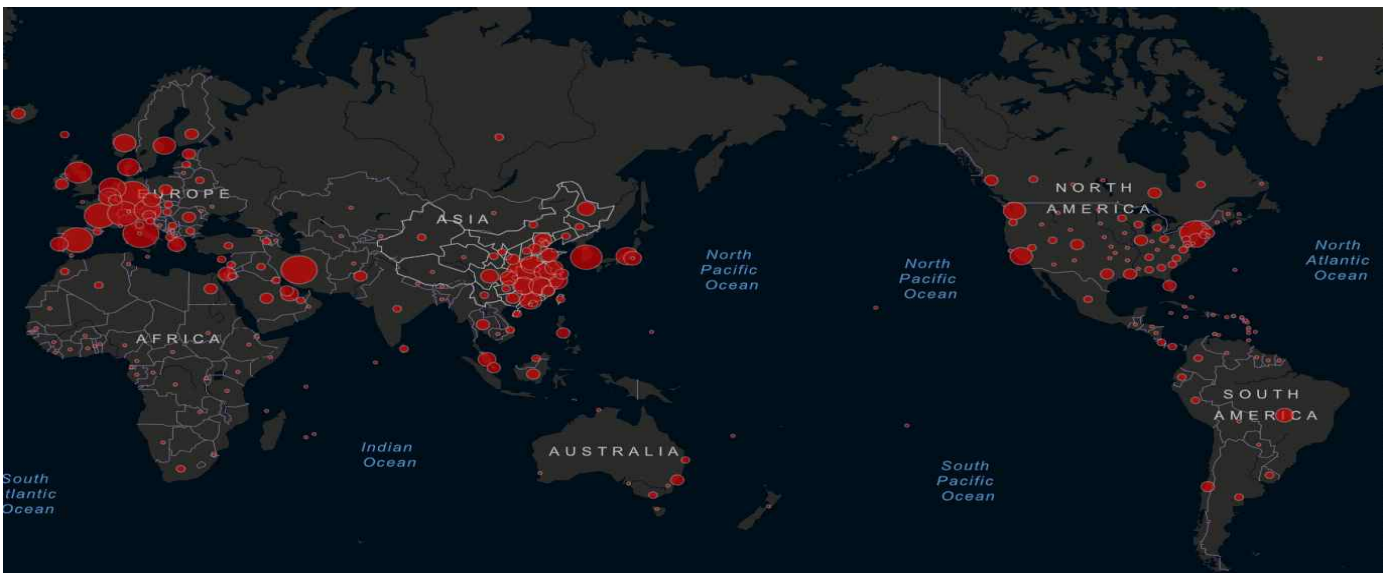 EUROPE
ASIA
NORTH
AMERICA
North
Pacific
Ocean
North
Pacific
Ocean
North
Atlantic
Ocean
AFRICA
SOUTH
AMERICA
Indian
Ocean
AUSTRALIA
South
tlantic
Ocean
South
Pacific
Ocean